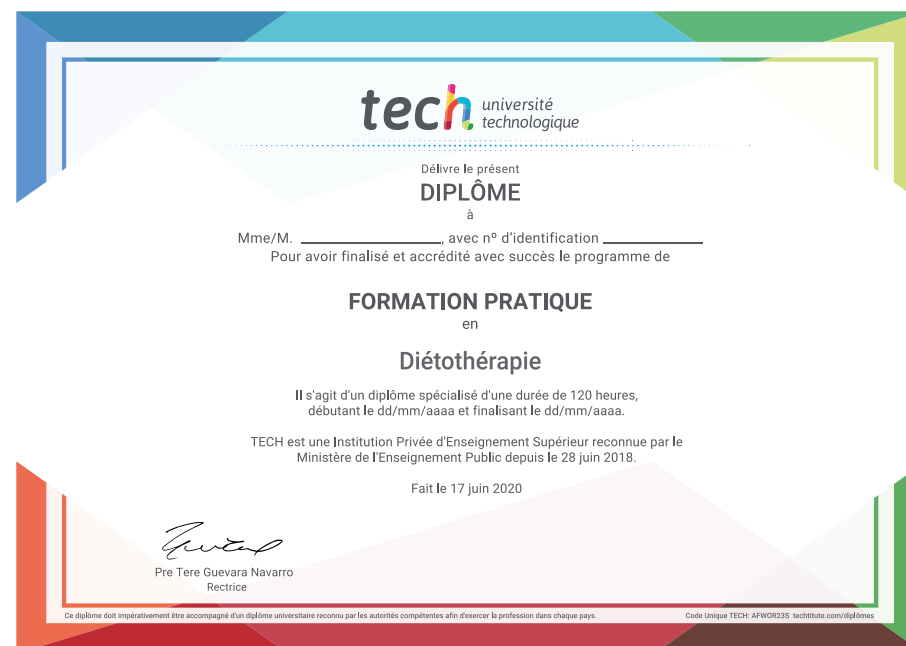 tech université
technologique
Délivre le présent
DIPLÔME
à
Mme/M. ____________________, avec nº d'identification ______________
Pour avoir finalisé et accrédité avec succès le programme de
FORMATION PRATIQUE
en
Diétothérapie
Il s'agit d'un diplôme spécialisé d'une durée de 120 heures,
débutant le dd/mm/aaaa et finalisant le dd/mm/aaaa.
TECH est une Institution Privée d'Enseignement Supérieur reconnue par le
Ministère de l'Enseignement Public depuis le 28 juin 2018.
Fait le 17 juin 2020
Pre Tere Guevara Navarro
Rectrice
Ce diplôme doit impérativement être accompagné d'un diplôme universitaire reconnu par les autorités compétentes afin d'exercer la profession dans chaque pays.
Code Unique TECH: AFWOR23S techtitute.com/diplômes